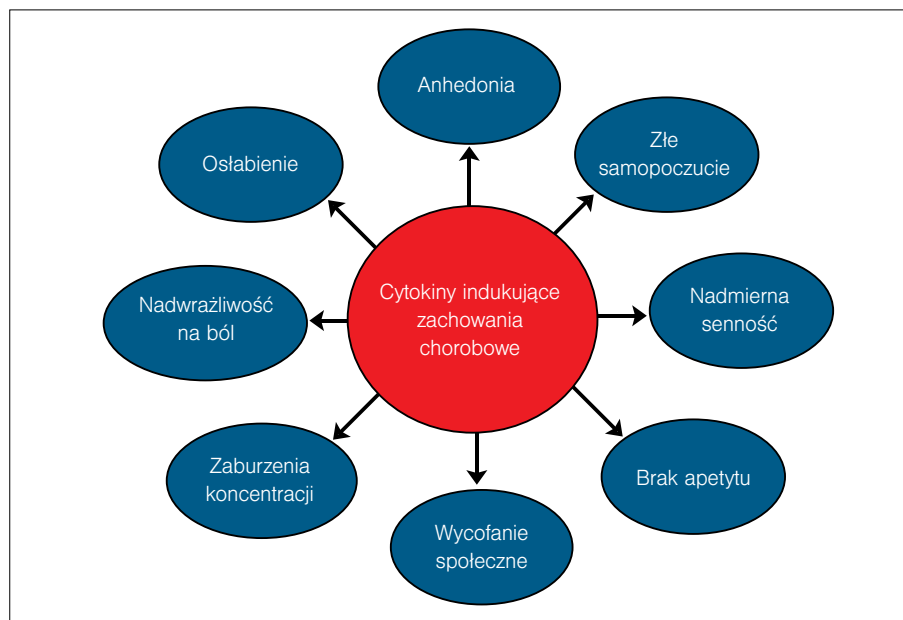 Anhedonia
Złe
samopoczucie
Osłabienie
Cytokiny indukujące
zachowania
chorobowe
Nadmierna
senność
Nadwrażliwość
na ból
Zaburzenia
koncentracji
Brak apetytu
Wycofanie
społeczne